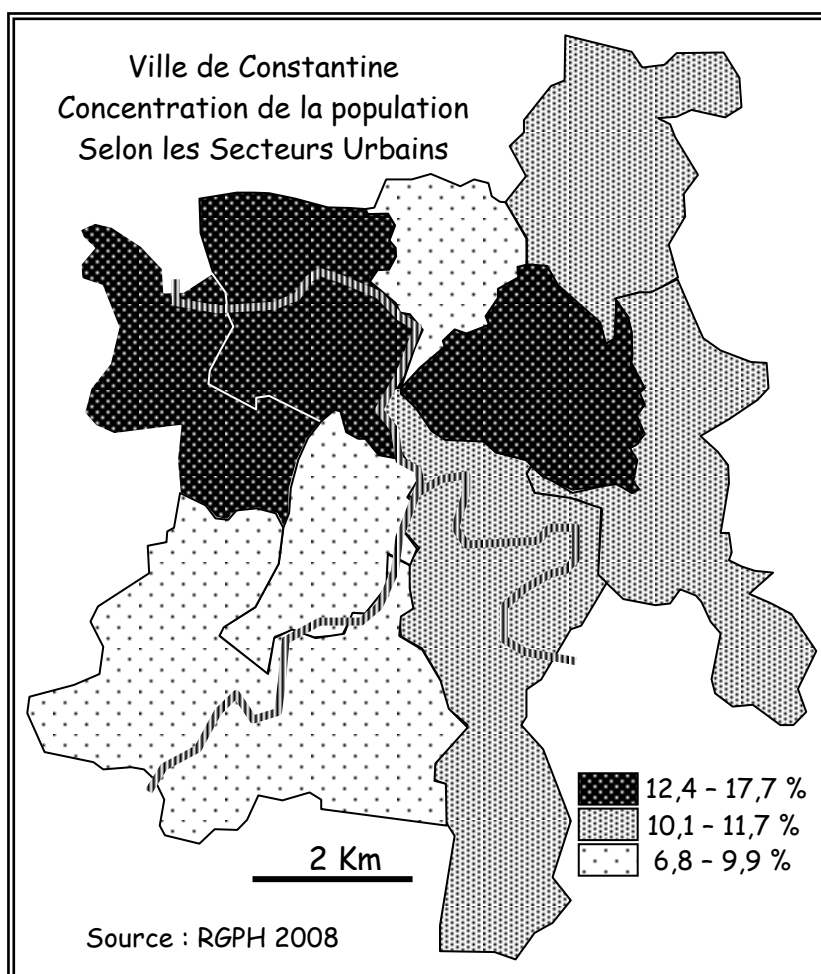 Ville de Constantine
Concentration de la population
Selon les Secteurs Urbains
12,4 – 17,7 %
10,1 – 11,7 %
6,8 – 9,9 %
2 Km
Source : RGPH 2008